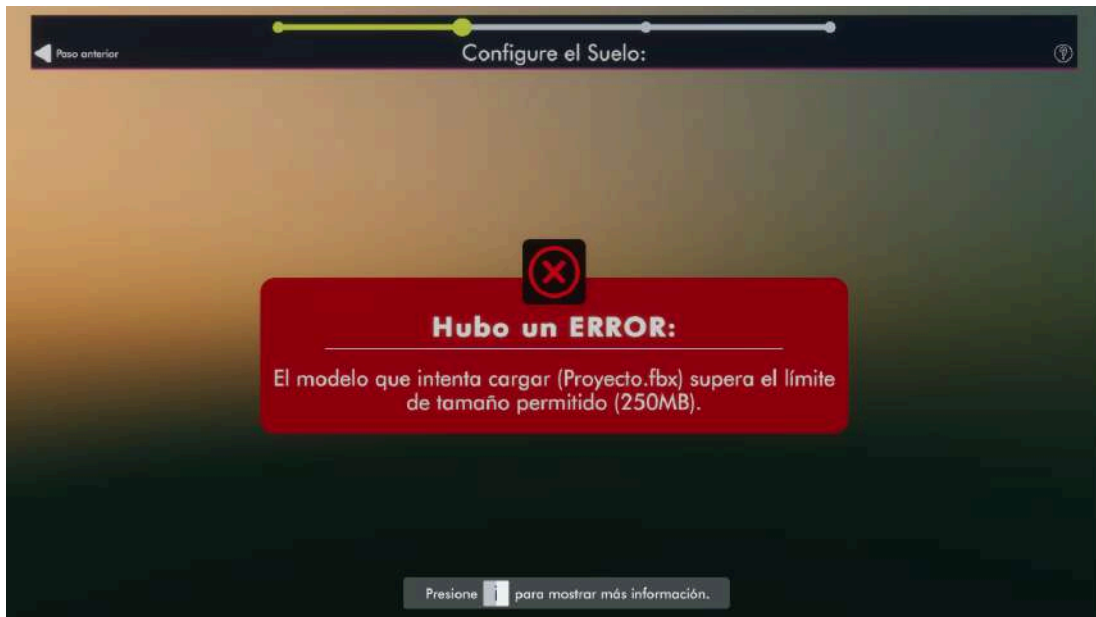 Paso anterior
Configure el Suelo:
Hubo un ERROR:
El modelo que intenta cargar (Proyecto.fbx) supera el límite
de tamaño permitido (250MB).
Presione i para mostrar más información.